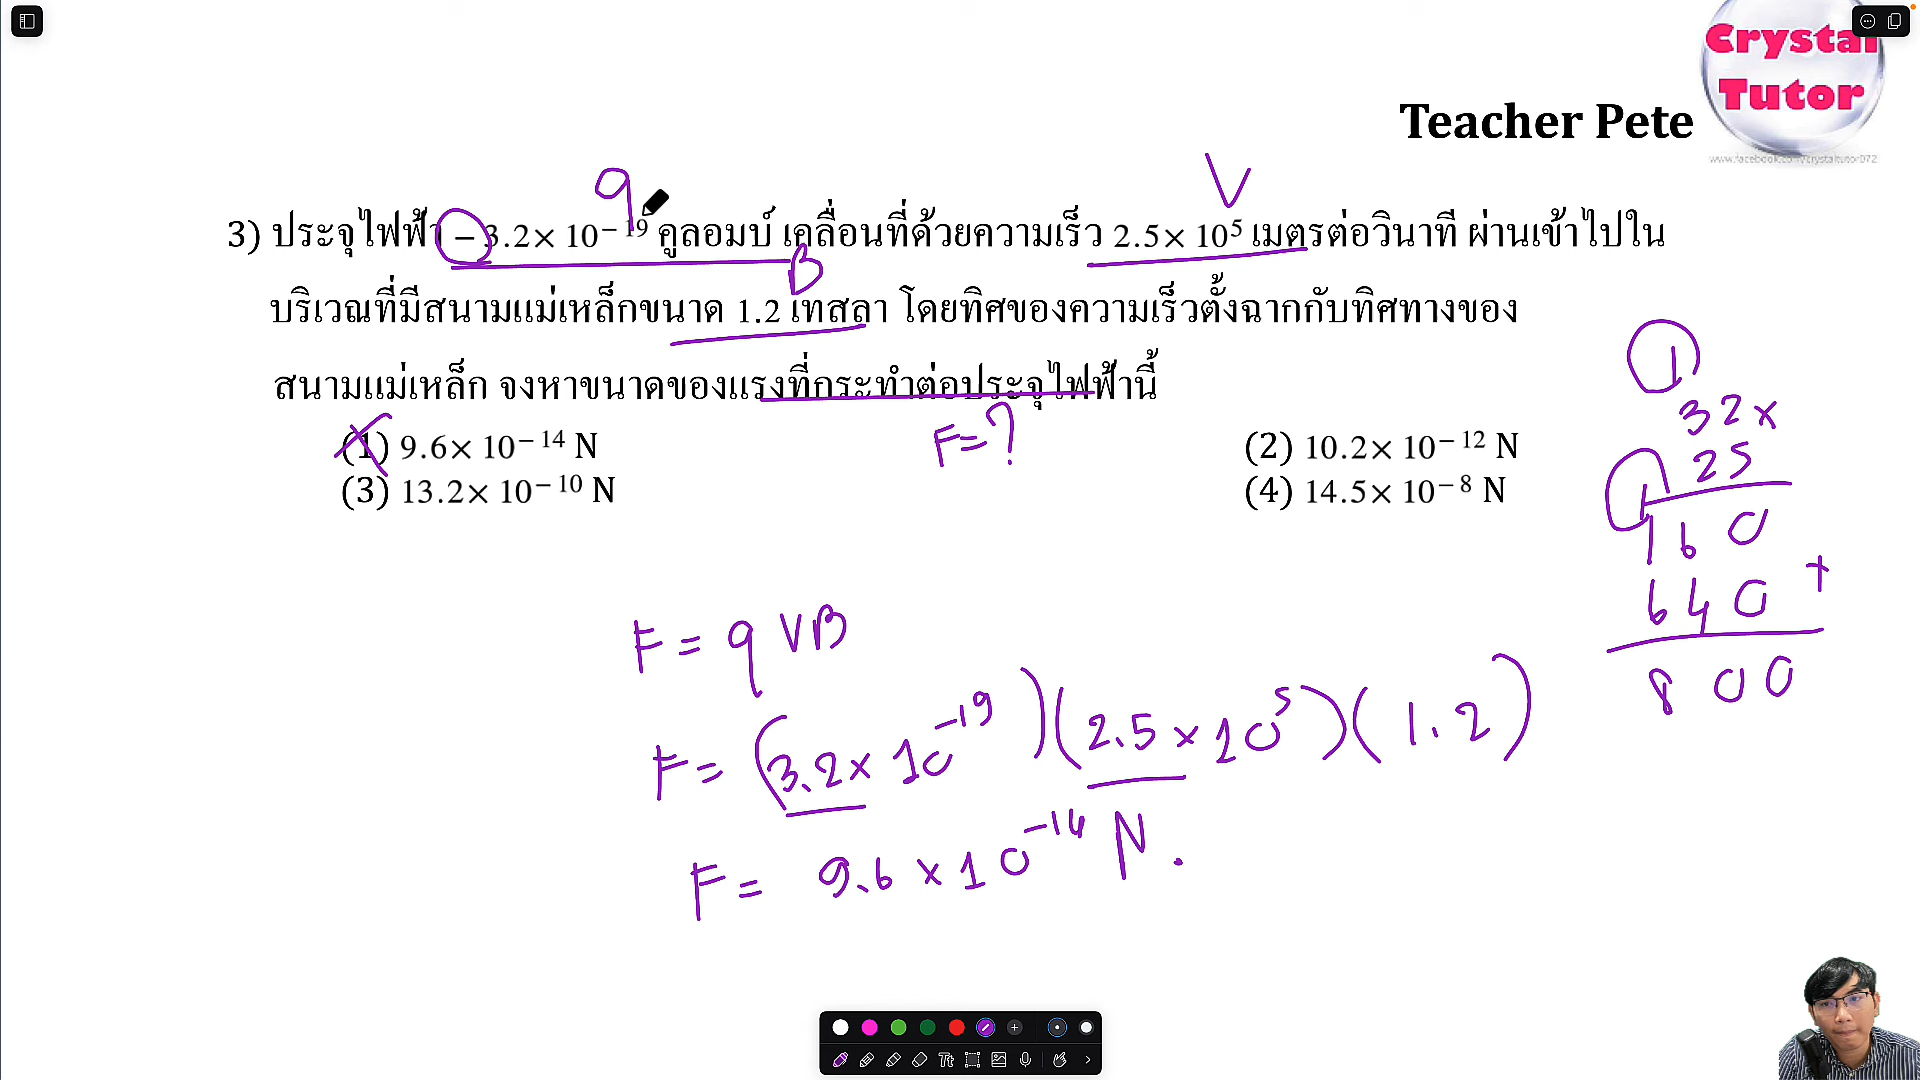 Crystal
Tutor
Teacher Pete
www.facebook.com/crystaltutor072
q
V
3) ประจุไฟฟ้า −3.2× 10⁻¹⁹ คูลอมบ์ เคลื่อนที่ด้วยความเร็ว 2.5× 10⁵ เมตรต่อวินาที ผ่านเข้าไปใน
B
บริเวณที่มีสนามแม่เหล็กขนาด 1.2 เทสลา โดยทิศของความเร็วตั้งฉากกับทิศทางของ
สนามแม่เหล็ก จงหาขนาดของแรงที่กระทำต่อประจุไฟฟ้านี้
F=?
(1) 9.6× 10⁻¹⁴ N
(2) 10.2× 10⁻¹² N
(3) 13.2× 10⁻¹⁰ N
(4) 14.5× 10⁻⁸ N
1
32×
25
1
160
+
640
800
F = qVB
F = (3.2×10⁻¹⁹)(2.5×10⁵)(1.2)
F = 9.6×10⁻¹⁴ N.
Tt